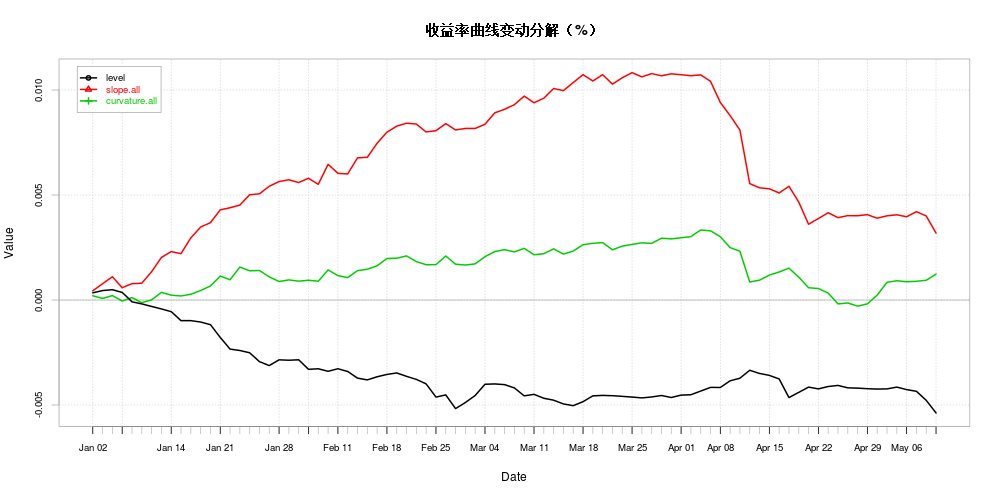 收益率曲线变动分解（%）
level
slope.all
curvature.all
0.010
0.005
0.000
-0.005
Value
Jan 02 Jan 14 Jan 21 Jan 28 Feb 11 Feb 18 Feb 25 Mar 04 Mar 11 Mar 18 Mar 25 Apr 01 Apr 08 Apr 15 Apr 22 Apr 29 May 06
Date